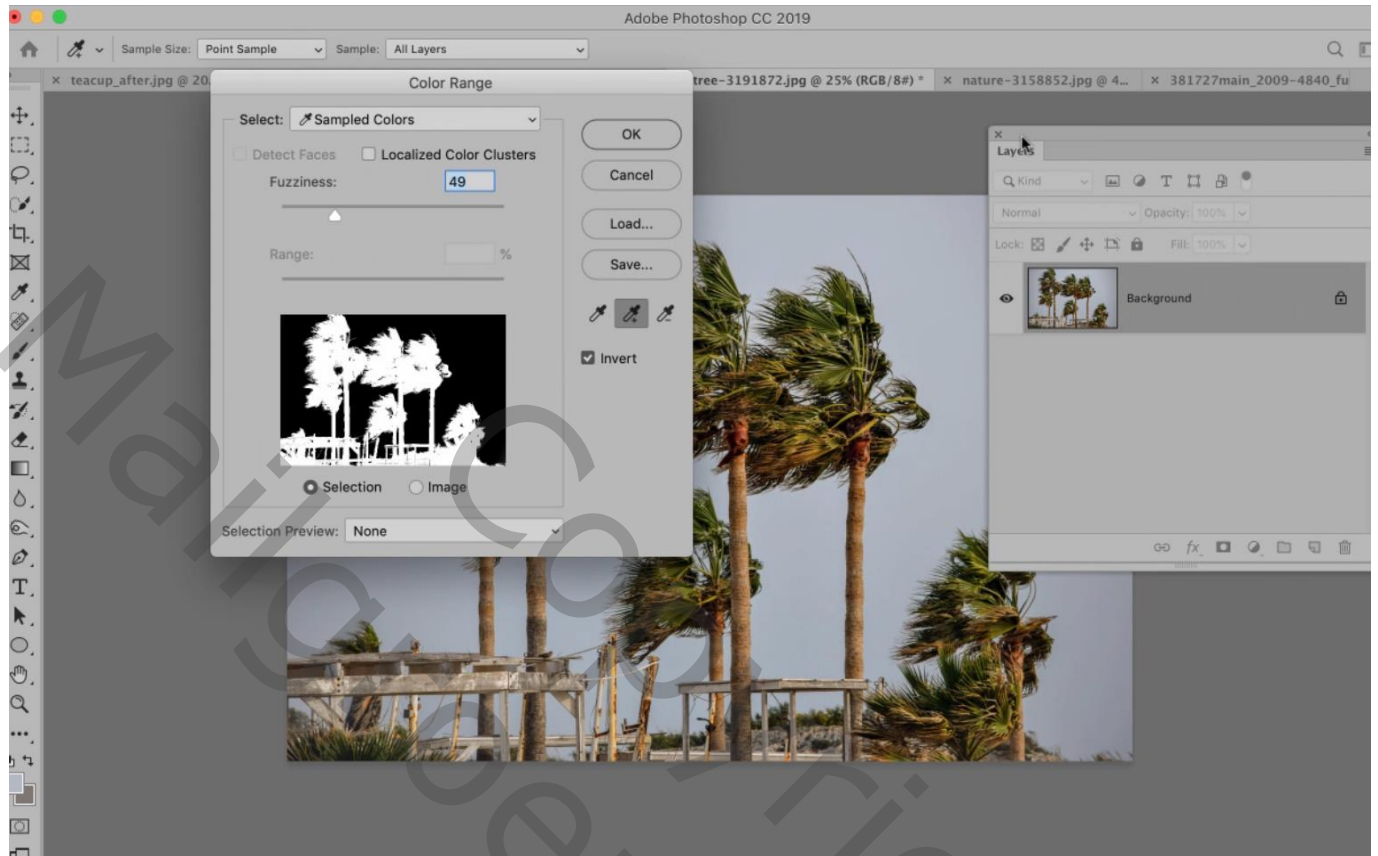 Adobe Photoshop CC 2019
Sample Size: Point Sample Sample: All Layers
× teacup_after.jpg @ 20. tree-3191872.jpg @ 25% (RGB/8#) * × nature-3158852.jpg @ 4... × 381727main_2009-4840_fu
Color Range
Select: Sampled Colors
Detect Faces Localized Color Clusters
Fuzziness: 49
Range: %
Selection Image
Selection Preview: None
OK
Cancel
Load...
Save...
Invert
Layers
Kind
Normal Opacity: 100%
Lock: Fill: 100%
Background
fx